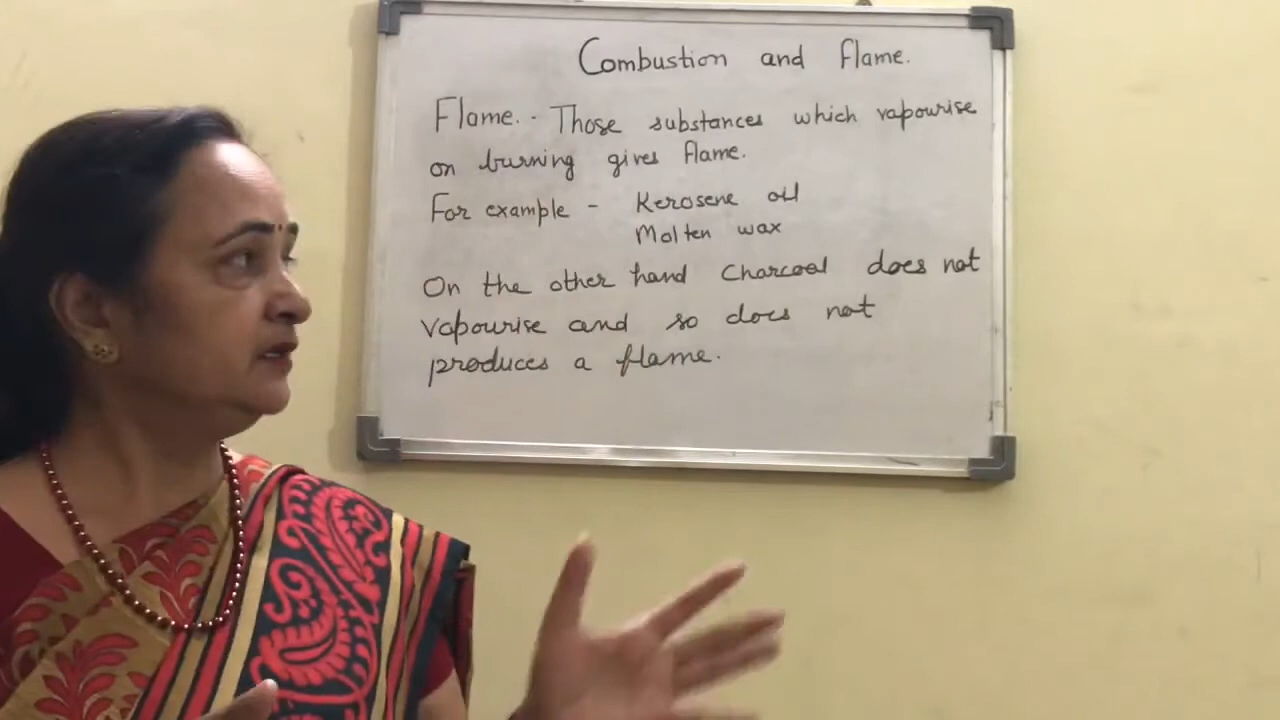 Combustion and flame.
Flame. - Those substances which vapourise
on burning gives flame.
For example - Kerosene oil
Molten wax
On the other hand Charcoal does not
vapourise and so does not
produces a flame.